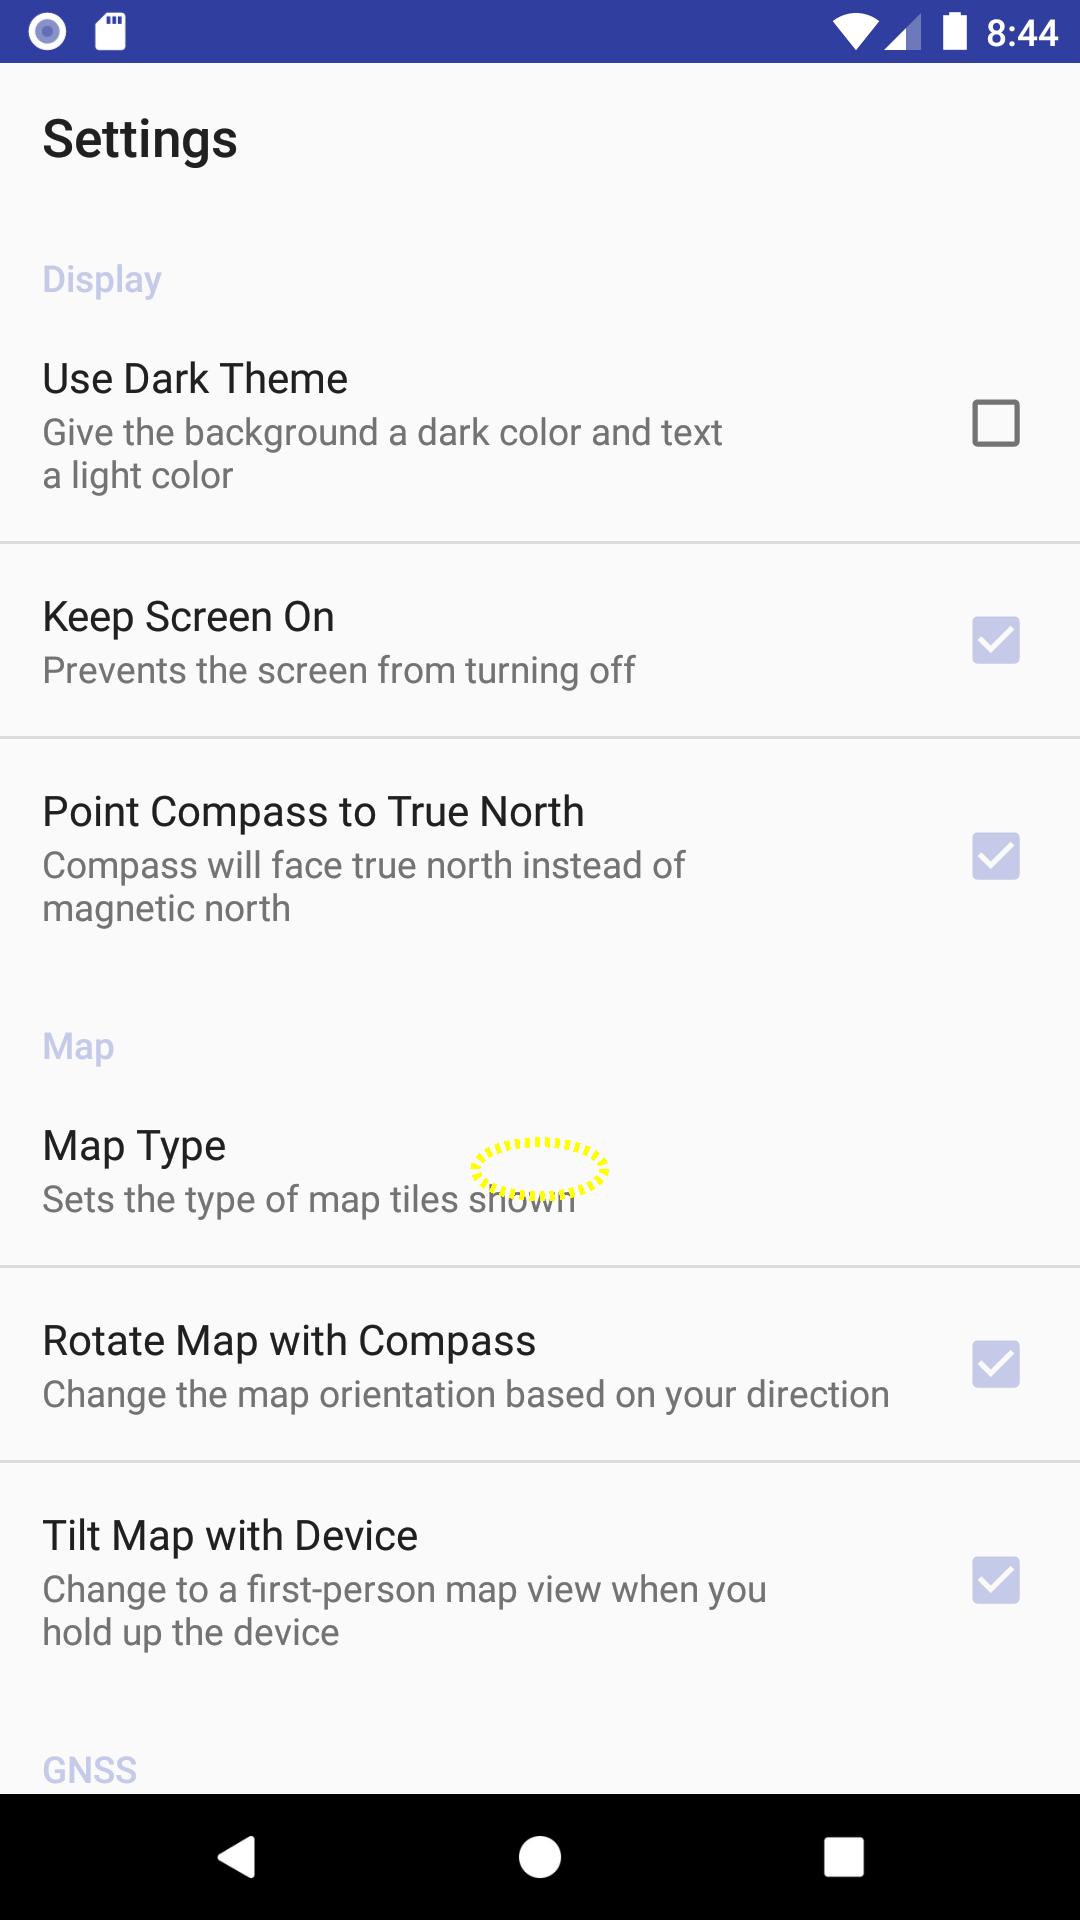 8:44
Settings
Display
Use Dark Theme
Give the background a dark color and text
a light color
Keep Screen On
Prevents the screen from turning off
Point Compass to True North
Compass will face true north instead of
magnetic north
Map
Map Type
Sets the type of map tiles shown
Rotate Map with Compass
Change the map orientation based on your direction
Tilt Map with Device
Change to a first-person map view when you
hold up the device
GNSS